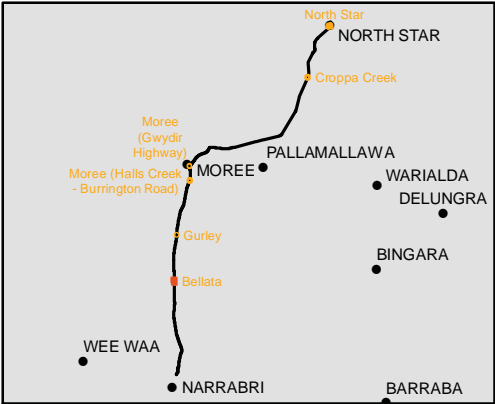 North Star
NORTH STAR
Croppa Creek
Moree
(Gwydir
Highway)
MOREE
PALLAMALLAWA
Moree (Halls Creek
- Burrington Road)
WARIALDA
DELUNGRA
Gurley
BINGARA
Bellata
WEE WAA
NARRABRI
BARRABA